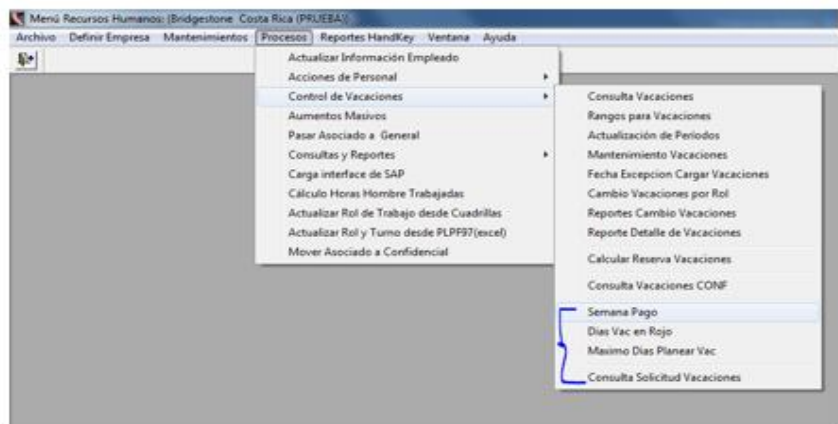 Menú Recursos Humanos: (Bridgestone Costa Rica (PRUEBA))
Archivo Definir Empresa Mantenimientos Procesos Reportes HandKey Ventana Ayuda
Actualizar Información Empleado
Acciones de Personal
Control de Vacaciones
Aumentos Masivos
Pasar Asociado a General
Consultas y Reportes
Carga interface de SAP
Cálculo Horas Hombre Trabajadas
Actualizar Rol de Trabajo desde Cuadrillas
Actualizar Rol y Turno desde PLPF97(excel)
Mover Asociado a Confidencial
Consulta Vacaciones
Rangos para Vacaciones
Actualización de Periodos
Mantenimiento Vacaciones
Fecha Excepcion Cargar Vacaciones
Cambio Vacaciones por Rol
Reportes Cambio Vacaciones
Reporte Detalle de Vacaciones
Calcular Reserva Vacaciones
Consulta Vacaciones CONF
Semana Pago
Dias Vac en Rojo
Maximo Dias Planear Vac
Consulta Solicitud Vacaciones